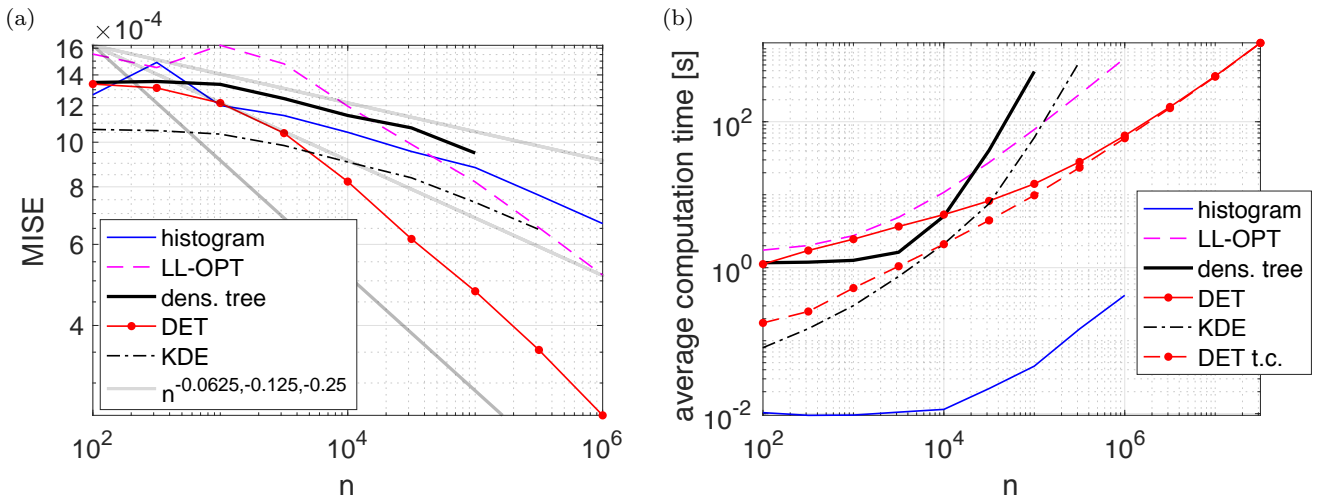 (a)
×10⁻⁴
16
14
12
10
8
6
4
MISE
10²
10⁴
10⁶
n
histogram
LL-OPT
dens. tree
DET
KDE
n⁻⁰·⁰⁶²⁵,⁻⁰·¹²⁵,⁻⁰·²⁵
(b)
average computation time [s]
10²
10⁰
10⁻²
10²
10⁴
10⁶
n
histogram
LL-OPT
dens. tree
DET
KDE
DET t.c.